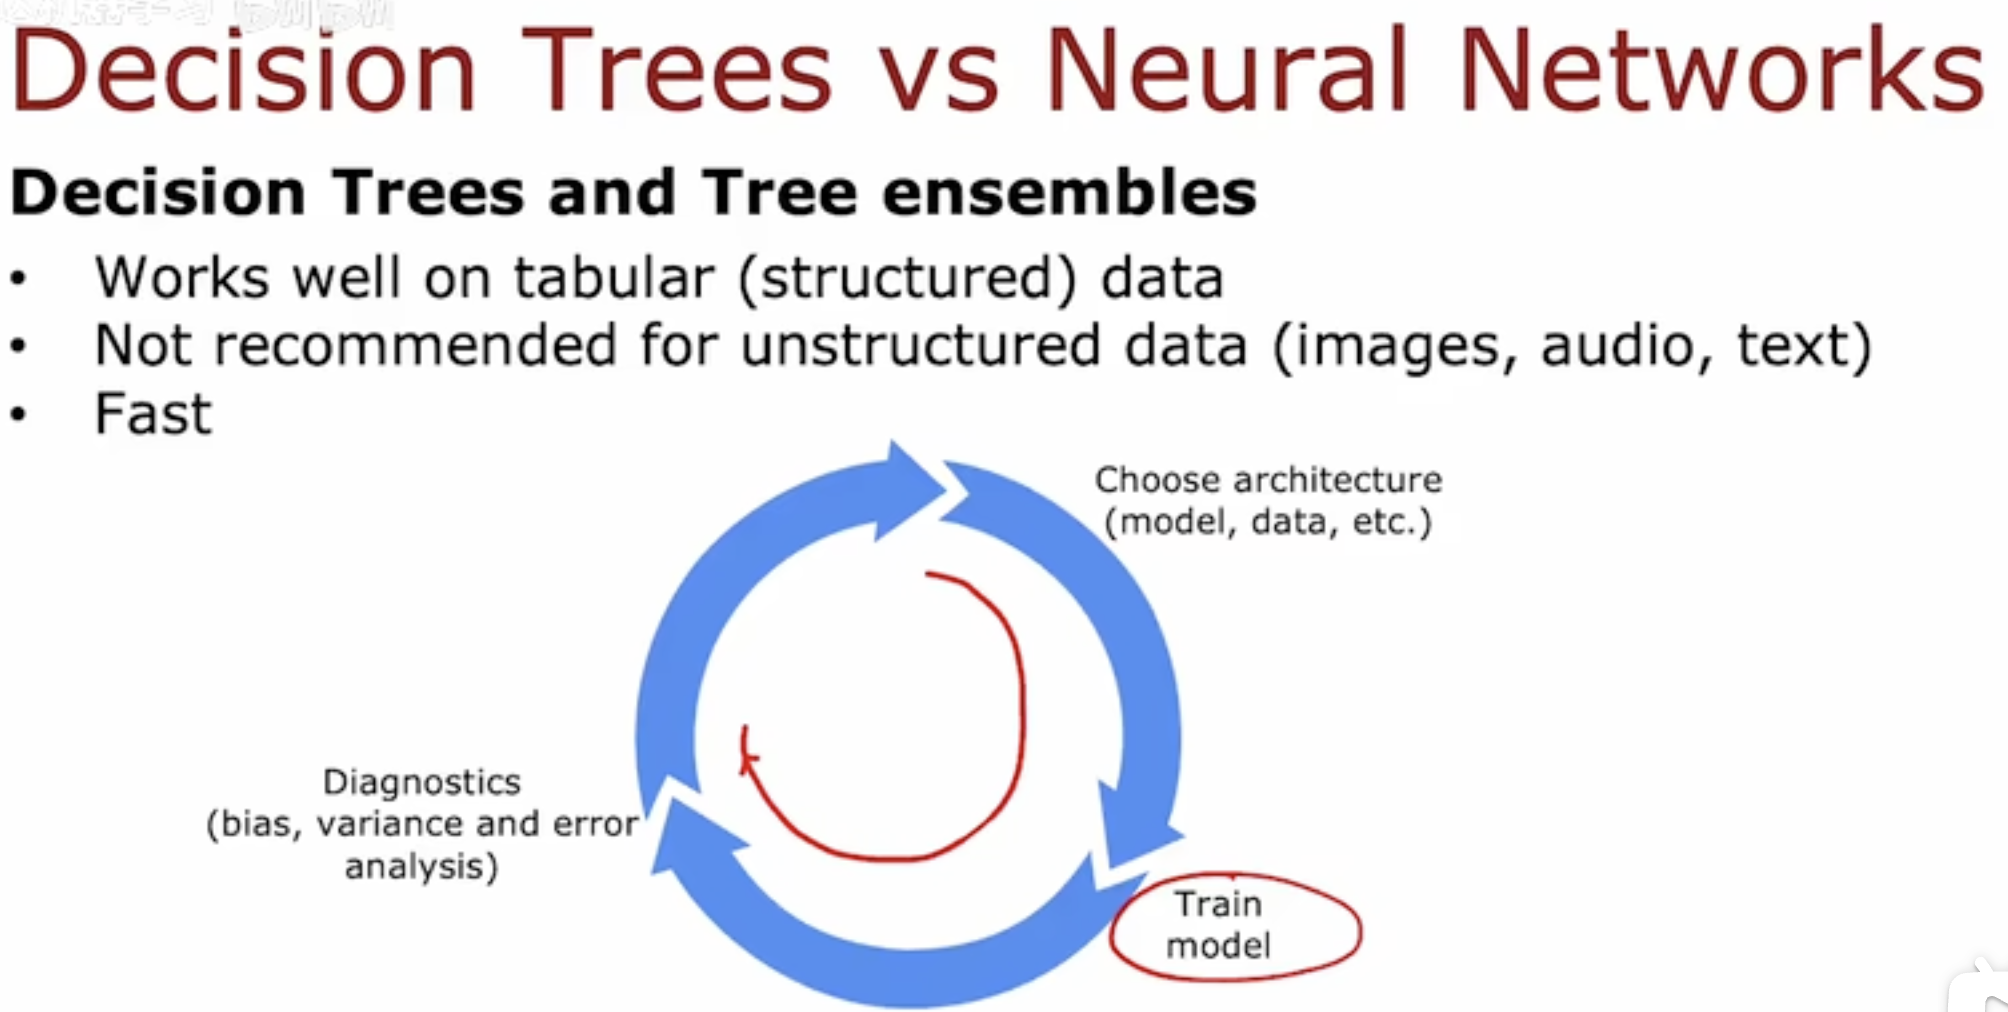 Decision Trees vs Neural Networks
Decision Trees and Tree ensembles
• Works well on tabular (structured) data
• Not recommended for unstructured data (images, audio, text)
• Fast
Choose architecture
(model, data, etc.)
Diagnostics
(bias, variance and error
analysis)
Train
model